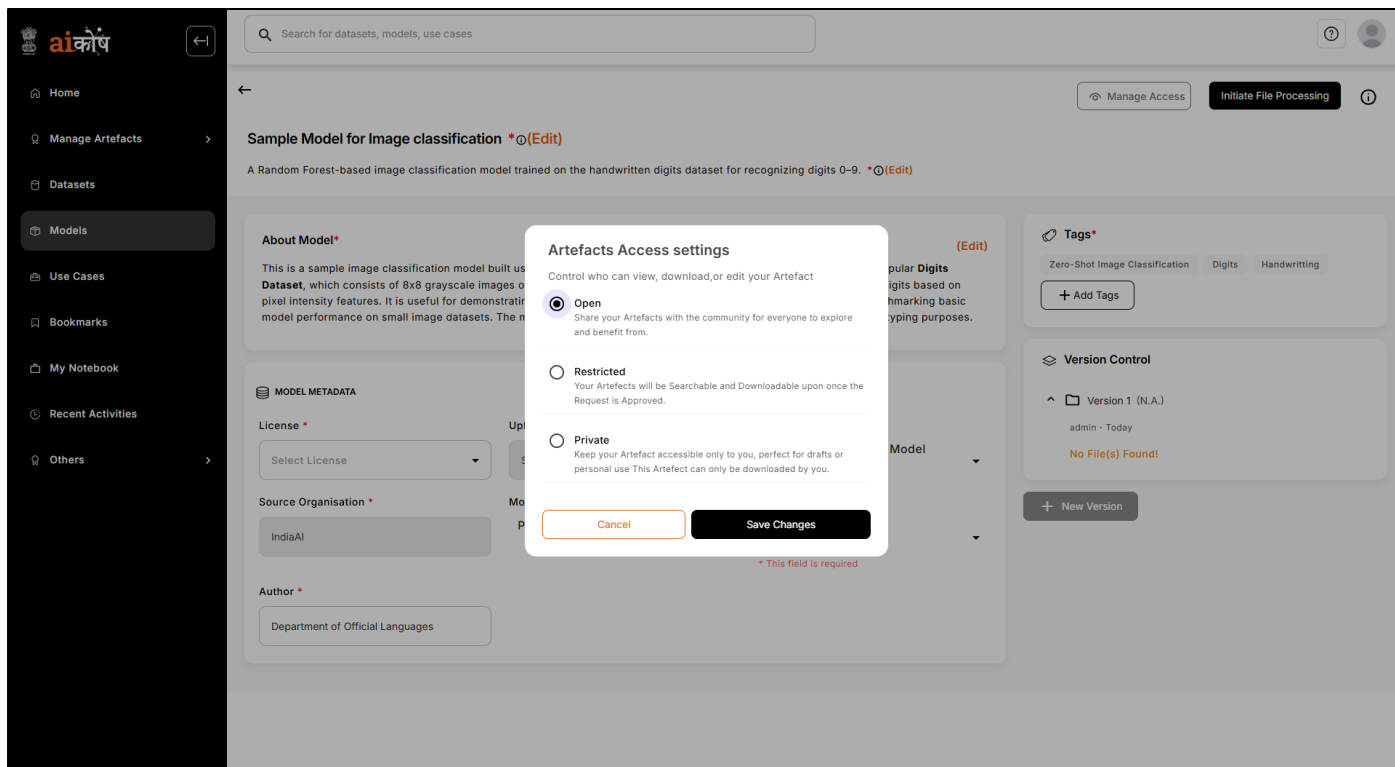 aiकोष
Search for datasets, models, use cases
Home
Manage Artefacts
Datasets
Models
Use Cases
Bookmarks
My Notebook
Recent Activities
Others
Manage Access
Initiate File Processing
Sample Model for Image classification *(Edit)
A Random Forest-based image classification model trained on the handwritten digits dataset for recognizing digits 0–9. *(Edit)
About Model*
(Edit)
This is a sample image classification model built
pular Digits
Dataset, which consists of 8x8 grayscale images
igits based on
pixel intensity features. It is useful for
hmarking basic
model performance on small image datasets. The
yping purposes.
MODEL METADATA
License *
Select License
Model
Source Organisation *
IndiaAI
* This field is required
Author *
Department of Official Languages
Artefacts Access settings
Control who can view, download,or edit your Artefact
Open
Share your Artefacts with the community for everyone to explore
and benefit from.
Restricted
Your Artefects will be Searchable and Downloadable upon once the
Request is Approved.
Private
Keep your Artefact accessible only to you, perfect for drafts or
personal use This Artefect can only be downloaded by you.
Cancel
Save Changes
Tags*
Zero-Shot Image Classification Digits Handwritting
+ Add Tags
Version Control
Version 1 (N.A.)
admin - Today
No File(s) Found!
+ New Version